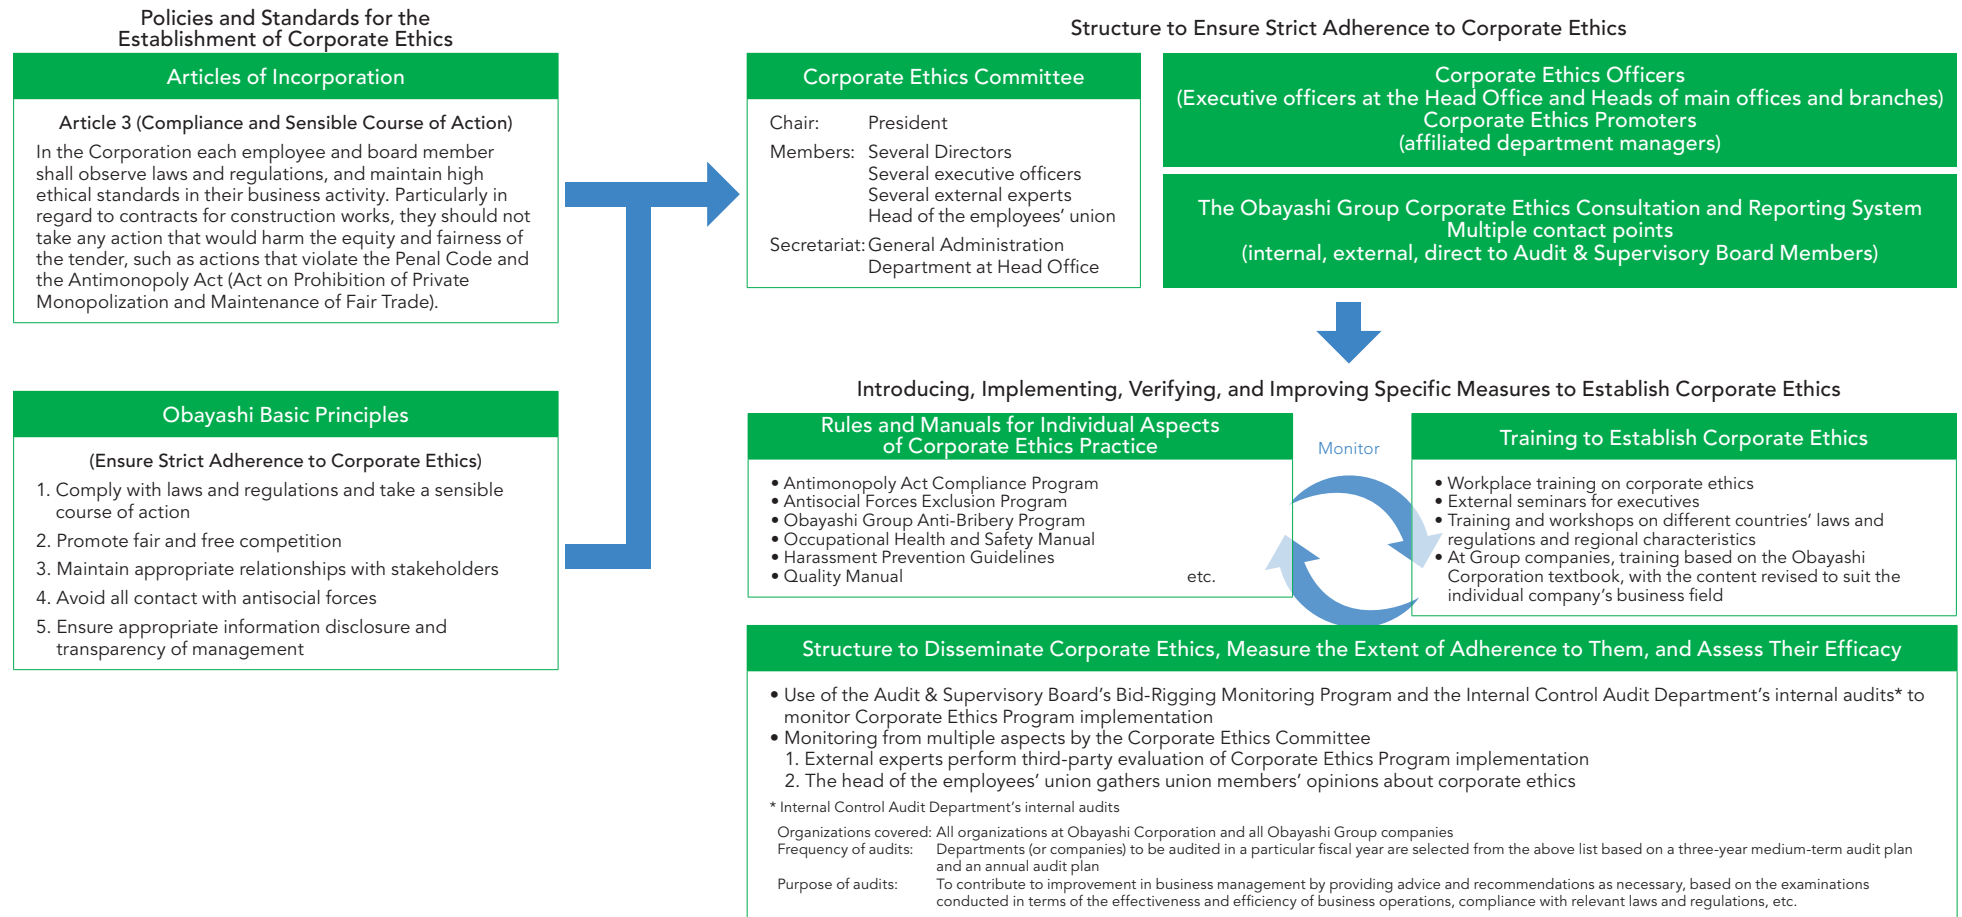 Policies and Standards for the
Establishment of Corporate Ethics
Articles of Incorporation
Article 3 (Compliance and Sensible Course of Action)
In the Corporation each employee and board member
shall observe laws and regulations, and maintain high
ethical standards in their business activity. Particularly in
regard to contracts for construction works, they should not
take any action that would harm the equity and fairness of
the tender, such as actions that violate the Penal Code and
the Antimonopoly Act (Act on Prohibition of Private
Monopolization and Maintenance of Fair Trade).
Obayashi Basic Principles
(Ensure Strict Adherence to Corporate Ethics)
1. Comply with laws and regulations and take a sensible
course of action
2. Promote fair and free competition
3. Maintain appropriate relationships with stakeholders
4. Avoid all contact with antisocial forces
5. Ensure appropriate information disclosure and
transparency of management
Structure to Ensure Strict Adherence to Corporate Ethics
Corporate Ethics Committee
Chair: President
Members: Several Directors
Several executive officers
Several external experts
Head of the employees' union
Secretariat: General Administration
Department at Head Office
Corporate Ethics Officers
(Executive officers at the Head Office and Heads of main offices and branches)
Corporate Ethics Promoters
(affiliated department managers)
The Obayashi Group Corporate Ethics Consultation and Reporting System
Multiple contact points
(internal, external, direct to Audit & Supervisory Board Members)
Introducing, Implementing, Verifying, and Improving Specific Measures to Establish Corporate Ethics
Rules and Manuals for Individual Aspects
of Corporate Ethics Practice
• Antimonopoly Act Compliance Program
• Antisocial Forces Exclusion Program
• Obayashi Group Anti-Bribery Program
• Occupational Health and Safety Manual
• Harassment Prevention Guidelines
• Quality Manual etc.
Monitor
Training to Establish Corporate Ethics
• Workplace training on corporate ethics
• External seminars for executives
• Training and workshops on different countries' laws and
regulations and regional characteristics
• At Group companies, training based on the Obayashi
Corporation textbook, with the content revised to suit the
individual company's business field
Structure to Disseminate Corporate Ethics, Measure the Extent of Adherence to Them, and Assess Their Efficacy
• Use of the Audit & Supervisory Board's Bid-Rigging Monitoring Program and the Internal Control Audit Department's internal audits* to
monitor Corporate Ethics Program implementation
• Monitoring from multiple aspects by the Corporate Ethics Committee
1. External experts perform third-party evaluation of Corporate Ethics Program implementation
2. The head of the employees' union gathers union members' opinions about corporate ethics
* Internal Control Audit Department's internal audits
Organizations covered: All organizations at Obayashi Corporation and all Obayashi Group companies
Frequency of audits: Departments (or companies) to be audited in a particular fiscal year are selected from the above list based on a three-year medium-term audit plan
and an annual audit plan
Purpose of audits: To contribute to improvement in business management by providing advice and recommendations as necessary, based on the examinations
conducted in terms of the effectiveness and efficiency of business operations, compliance with relevant laws and regulations, etc.